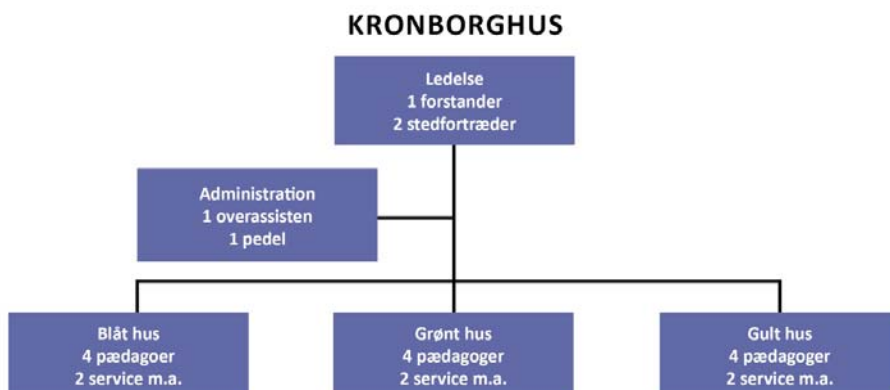 KRONBORGHUS
Ledelse
1 forstander
2 stedfortræder
Administration
1 overassisten
1 pedel
Blåt hus
4 pædagoer
2 service m.a.
Grønt hus
4 pædagoger
2 service m.a.
Gult hus
4 pædagoger
2 service m.a.